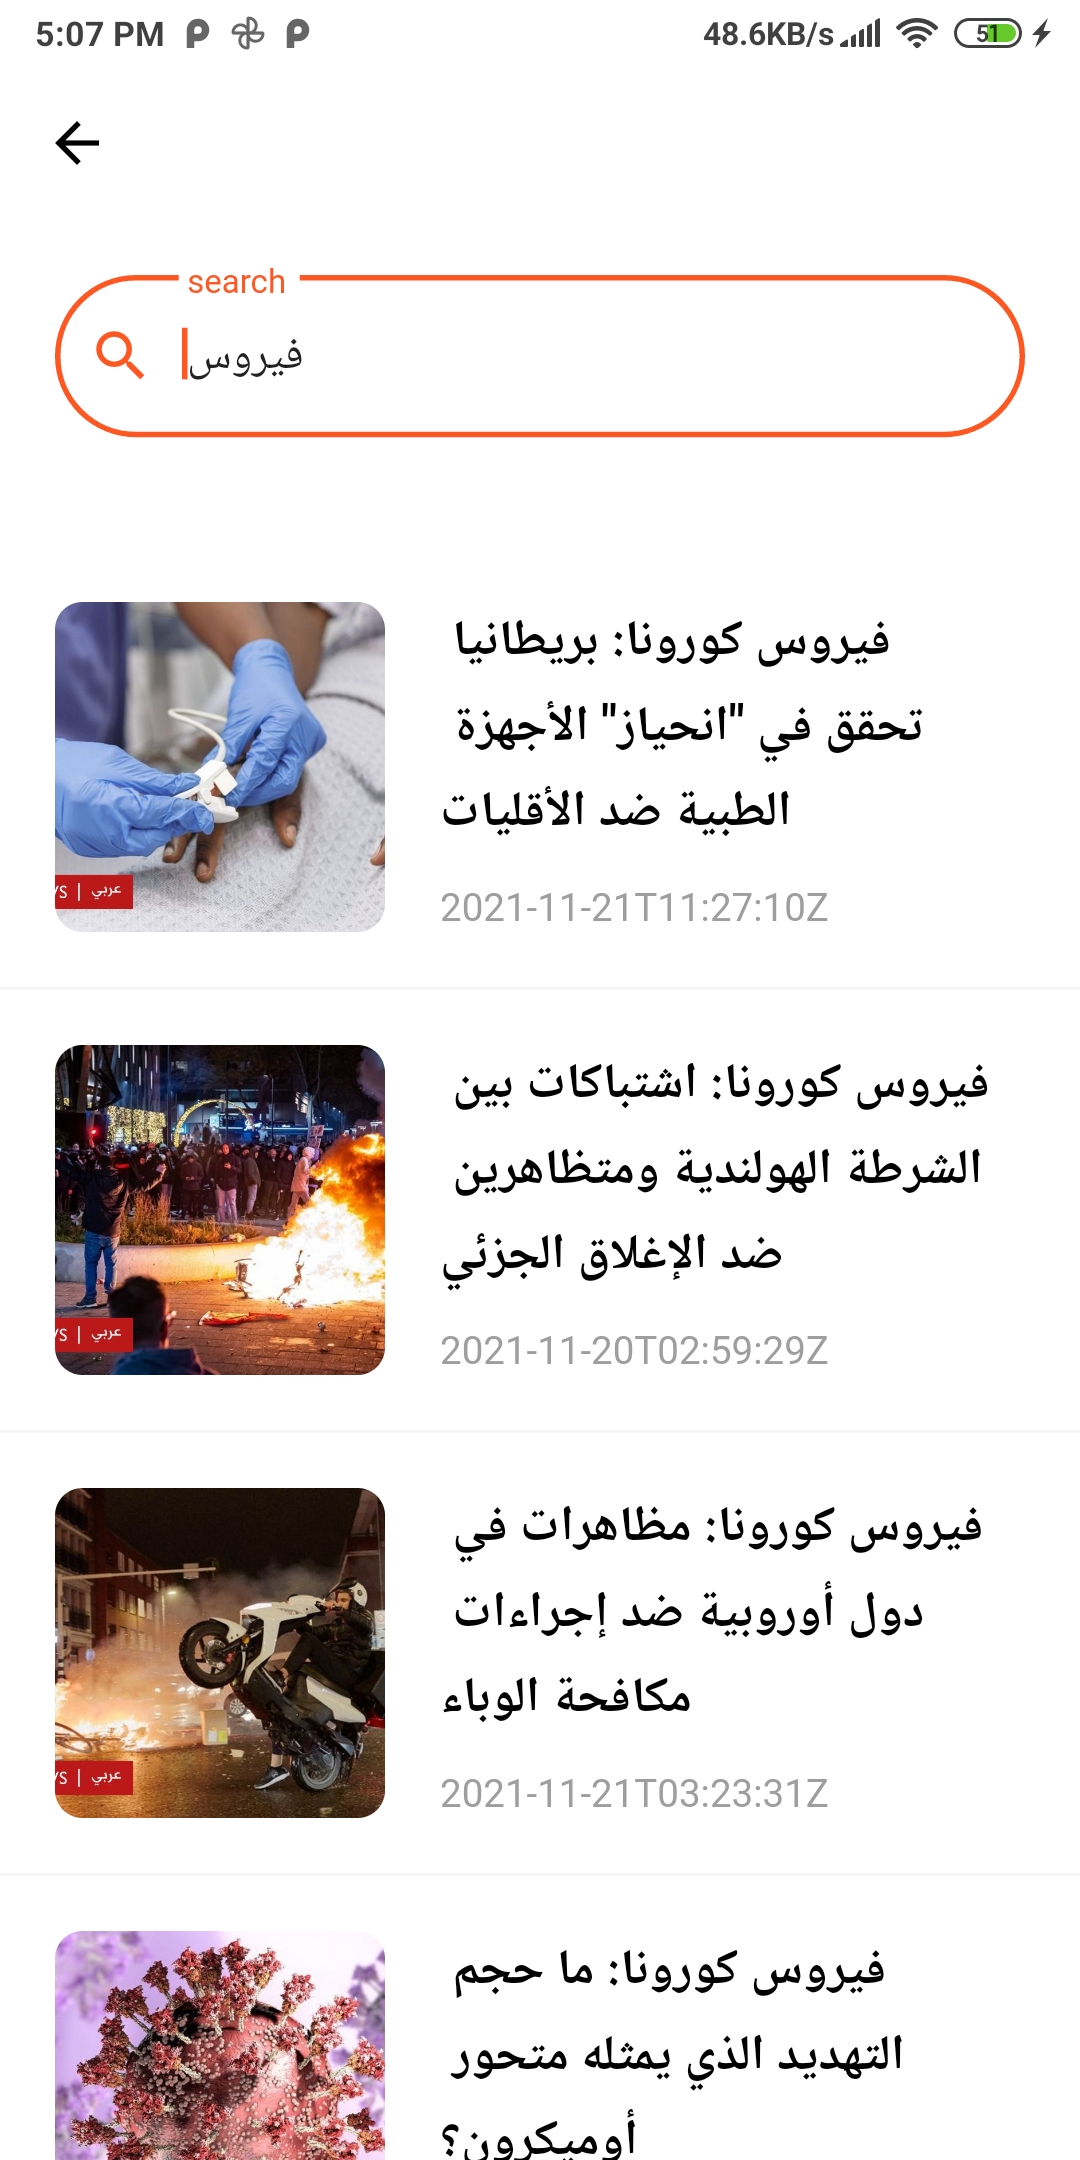 5:07 PM
48.6KB/s
51
search
فيروس
فيروس كورونا: بريطانيا
تحقق في "انحياز" الأجهزة
الطبية ضد الأقليات
عربي |
2021-11-21T11:27:10Z
فيروس كورونا: اشتباكات بين
الشرطة الهولندية ومتظاهرين
ضد الإغلاق الجزئي
عربي |
2021-11-20T02:59:29Z
فيروس كورونا: مظاهرات في
دول أوروبية ضد إجراءات
مكافحة الوباء
عربي |
2021-11-21T03:23:31Z
فيروس كورونا: ما حجم
التهديد الذي يمثله متحور
أوميكرون؟